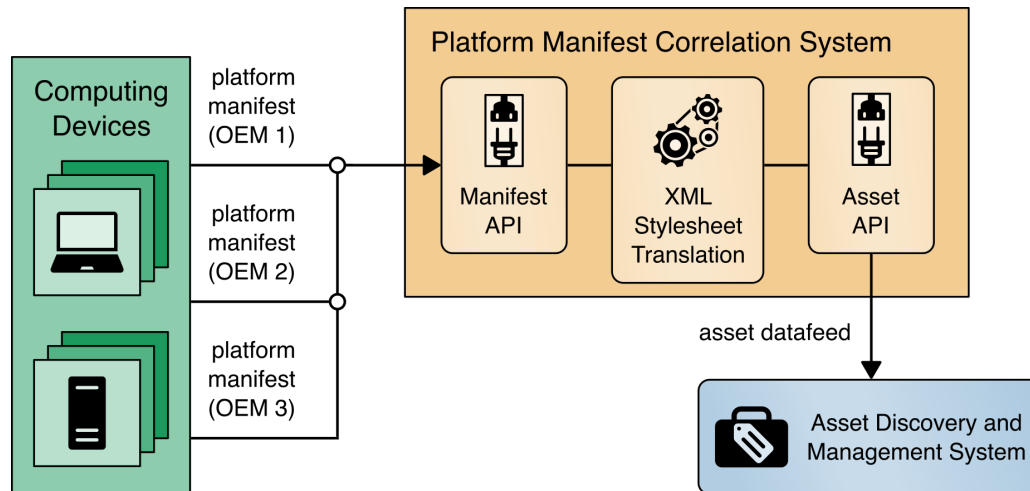 Platform Manifest Correlation System
Computing
Devices
platform
manifest
(OEM 1)
platform
manifest
(OEM 2)
platform
manifest
(OEM 3)
Manifest
API
XML
Stylesheet
Translation
Asset
API
asset datafeed
Asset Discovery and
Management System